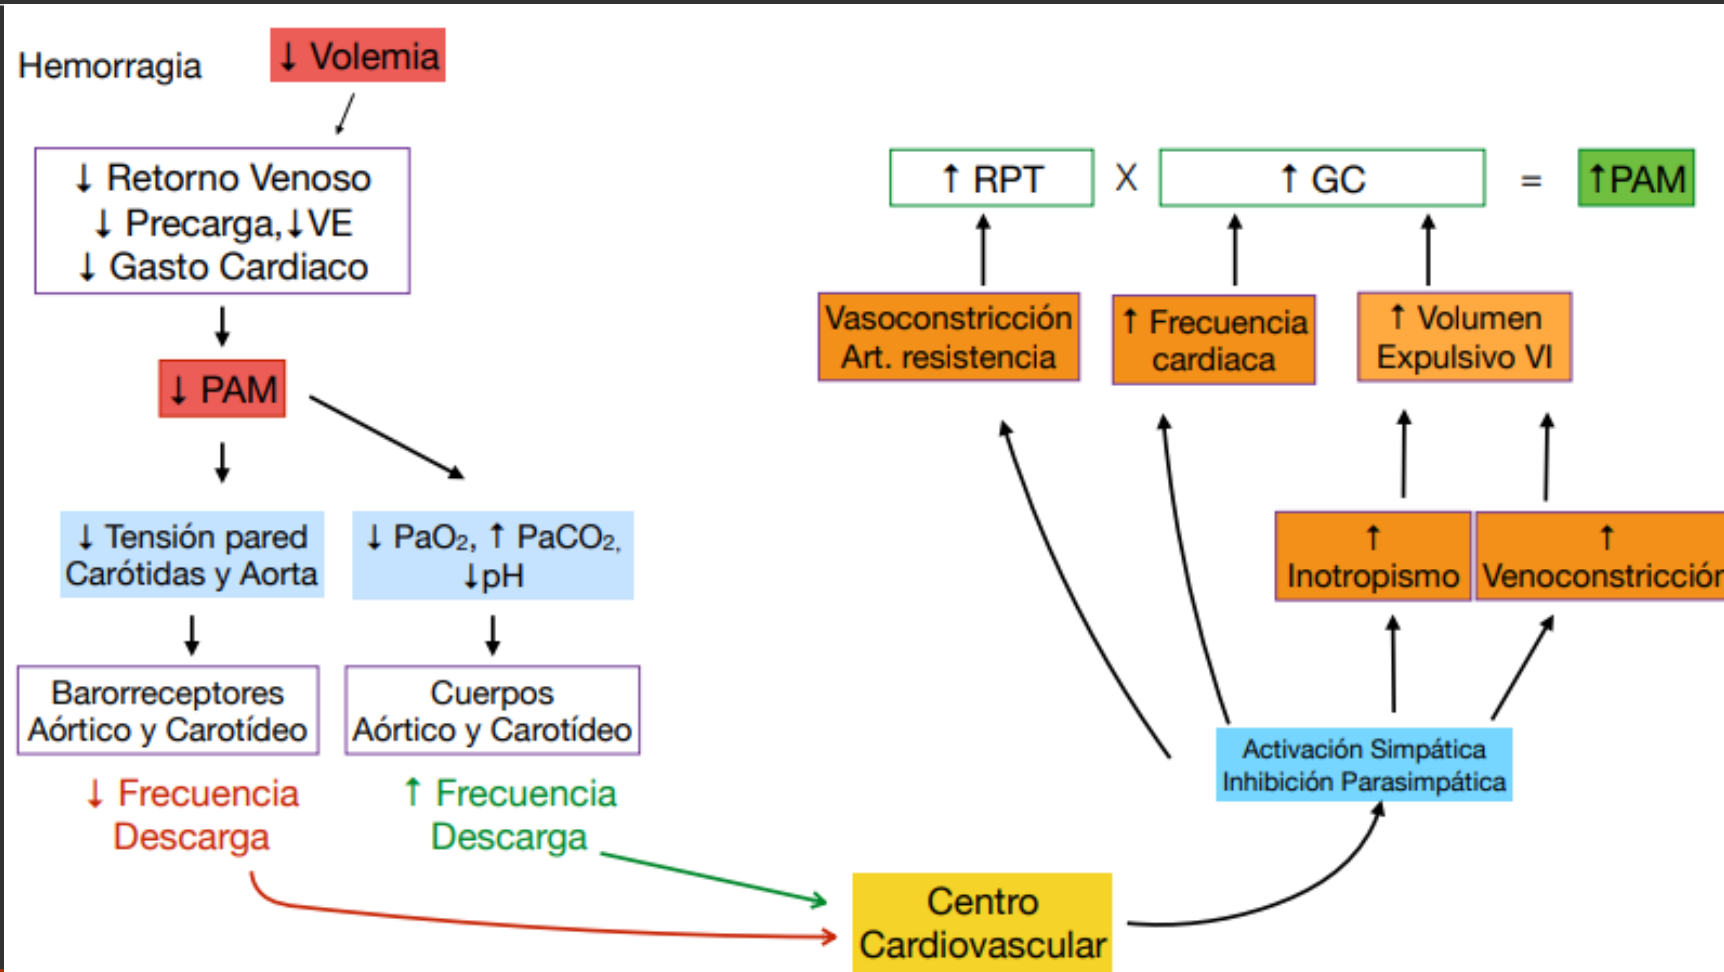 Hemorragia
↓ Volemia
↓ Retorno Venoso
↓ Precarga,↓VE
↓ Gasto Cardiaco
↓ PAM
↓ Tensión pared
Carótidas y Aorta
↓ PaO₂, ↑ PaCO₂,
↓pH
Barorreceptores
Aórtico y Carotídeo
Cuerpos
Aórtico y Carotídeo
↓ Frecuencia
Descarga
↑ Frecuencia
Descarga
Centro
Cardiovascular
Activación Simpática
Inhibición Parasimpática
↑
Inotropismo
↑
Venoconstricción
Vasoconstricción
Art. resistencia
↑ Frecuencia
cardiaca
↑ Volumen
Expulsivo VI
↑ RPT X ↑ GC = ↑PAM